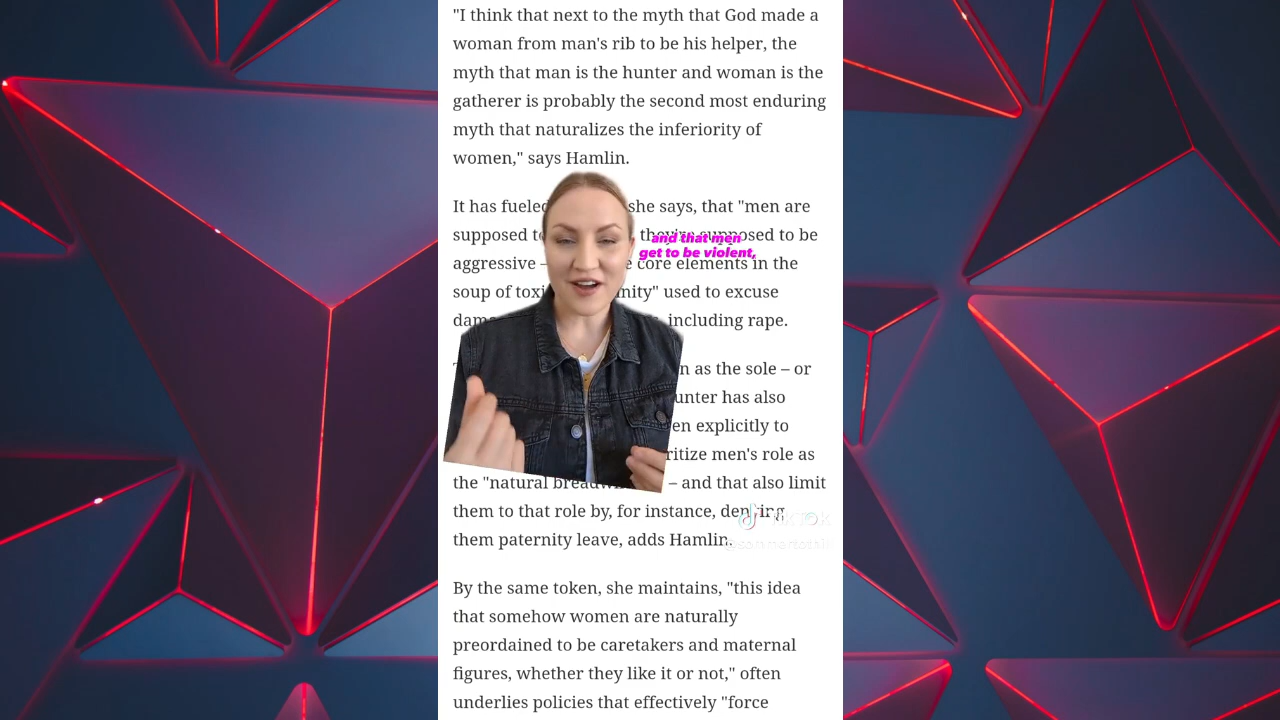 "I think that next to the myth that God made a
woman from man's rib to be his helper, the
myth that man is the hunter and woman is the
gatherer is probably the second most enduring
myth that naturalizes the inferiority of
women," says Hamlin.
It has fueled she says, that "men are
supposed they're supposed to be
aggressive – core elements in the
soup of
used to excuse
including rape.
as the sole – or
has also
explicitly to
men's role as
the "natural – and that also limit
them to that role by, for instance, denying
them paternity leave, adds Hamlin.
By the same token, she maintains, "this idea
that somehow women are naturally
preordained to be caretakers and maternal
figures, whether they like it or not," often
underlies policies that effectively "force
and that men
get to be violent,
TikTok